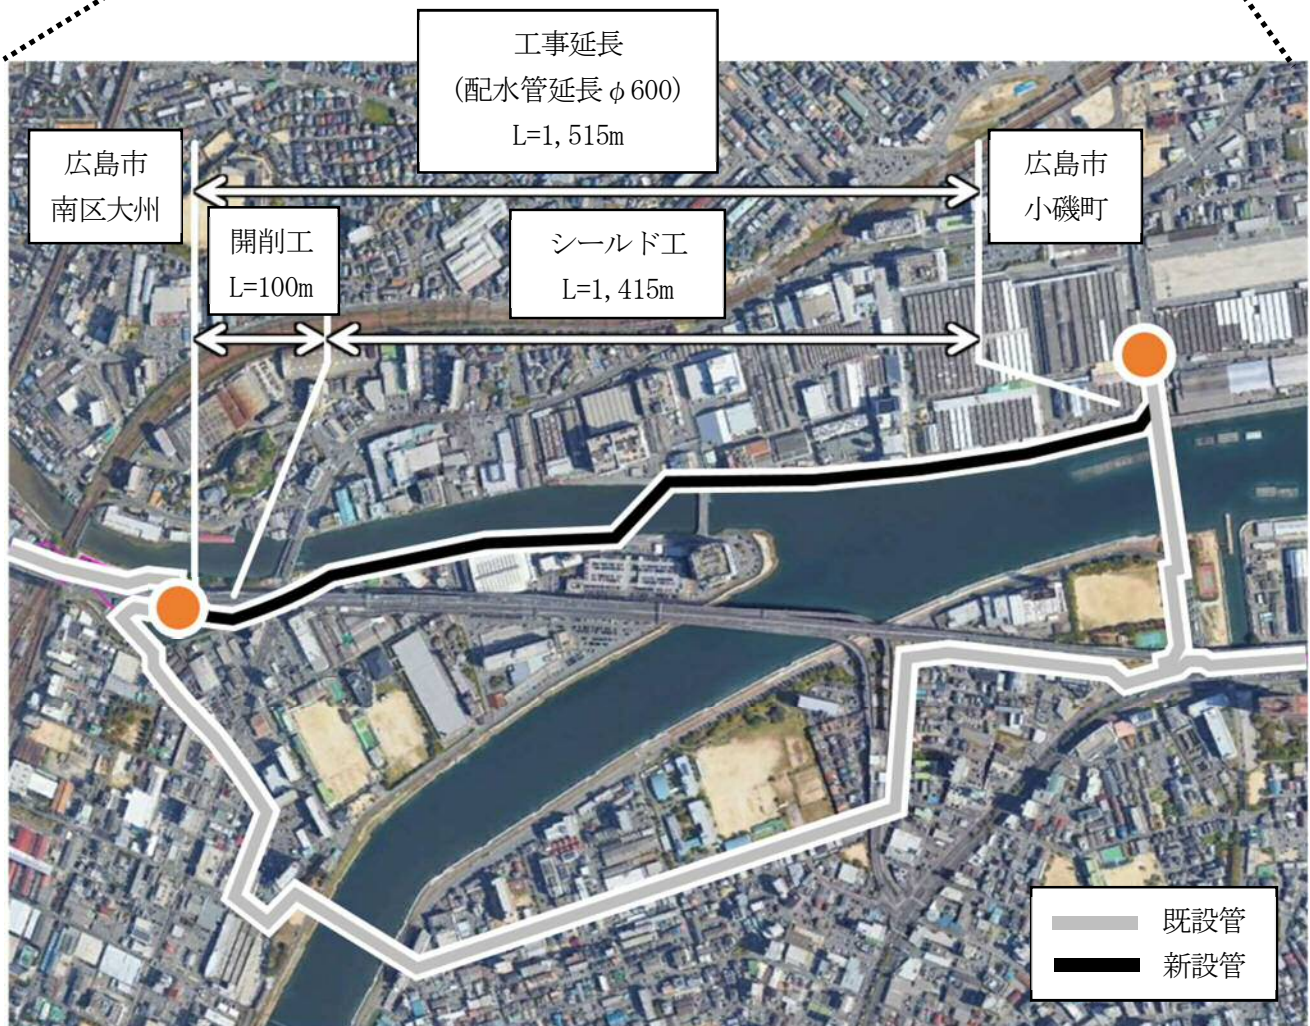 工事延長
(配水管延長φ600)
L=1,515m
広島市
南区大州
広島市
小磯町
開削工
L=100m
シールド工
L=1,415m
既設管
新設管